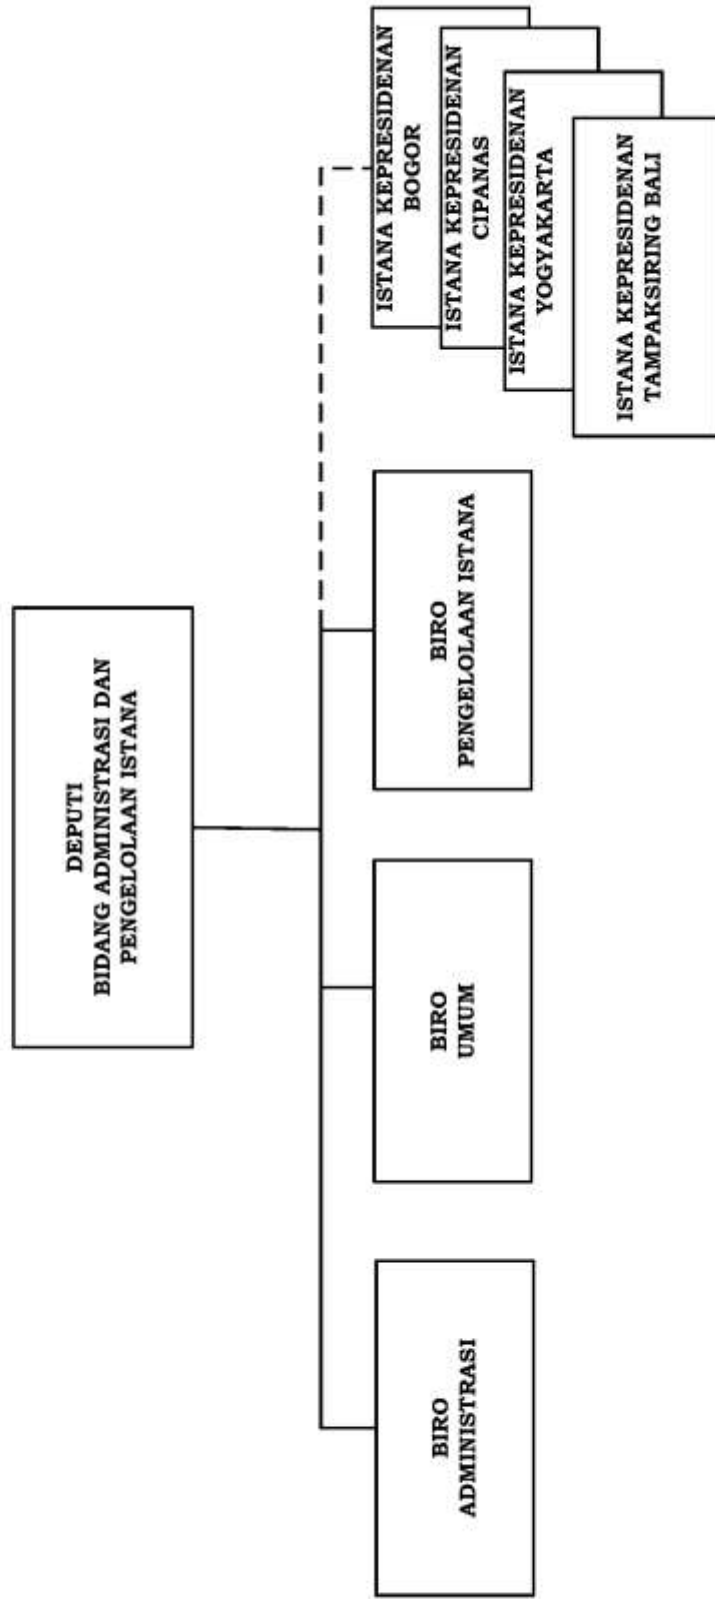 DEPUTI
BIDANG ADMINISTRASI DAN
PENGELOLAAN ISTANA
BIRO
ADMINISTRASI
BIRO
UMUM
BIRO
PENGELOLAAN ISTANA
ISTANA KEPRESIDENAN
BOGOR
ISTANA KEPRESIDENAN
CIPANAS
ISTANA KEPRESIDENAN
YOGYAKARTA
ISTANA KEPRESIDENAN
TAMPAKSIRING BALI